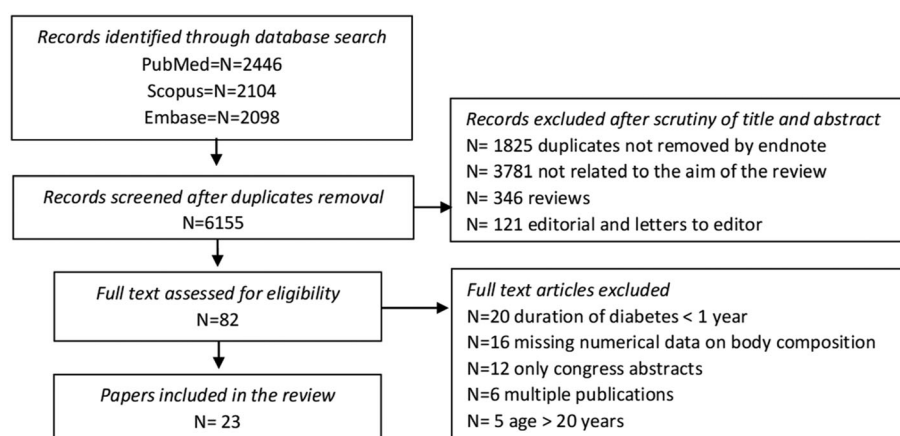 Records identified through database search
PubMed=N=2446
Scopus=N=2104
Embase=N=2098
Records excluded after scrutiny of title and abstract
N= 1825 duplicates not removed by endnote
N= 3781 not related to the aim of the review
N= 346 reviews
N= 121 editorial and letters to editor
Records screened after duplicates removal
N=6155
Full text assessed for eligibility
N=82
Full text articles excluded
N=20 duration of diabetes < 1 year
N=16 missing numerical data on body composition
N=12 only congress abstracts
N=6 multiple publications
N= 5 age > 20 years
Papers included in the review
N= 23